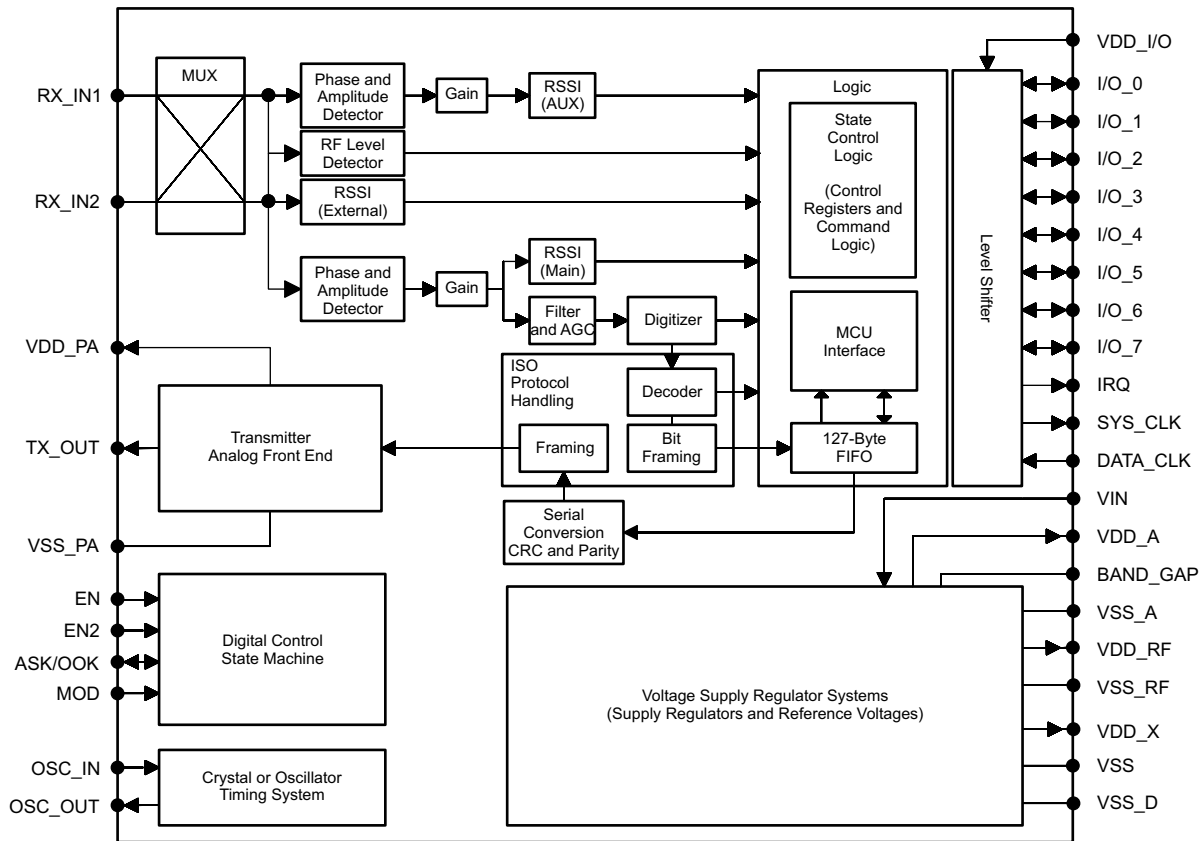 RX_IN1
RX_IN2
VDD_PA
TX_OUT
VSS_PA
EN
EN2
ASK/OOK
MOD
OSC_IN
OSC_OUT
MUX
Phase and
Amplitude
Detector
Gain
RSSI
(AUX)
RF Level
Detector
RSSI
(External)
Phase and
Amplitude
Detector
Gain
RSSI
(Main)
Filter
and AGC
Digitizer
ISO
Protocol
Handling
Decoder
Bit
Framing
Framing
Serial
Conversion
CRC and Parity
Transmitter
Analog Front End
Digital Control
State Machine
Crystal or Oscillator
Timing System
Logic
State
Control
Logic
(Control
Registers and
Command
Logic)
MCU
Interface
127-Byte
FIFO
Level Shifter
Voltage Supply Regulator Systems
(Supply Regulators and Reference Voltages)
VDD_I/O
I/O_0
I/O_1
I/O_2
I/O_3
I/O_4
I/O_5
I/O_6
I/O_7
IRQ
SYS_CLK
DATA_CLK
VIN
VDD_A
BAND_GAP
VSS_A
VDD_RF
VSS_RF
VDD_X
VSS
VSS_D